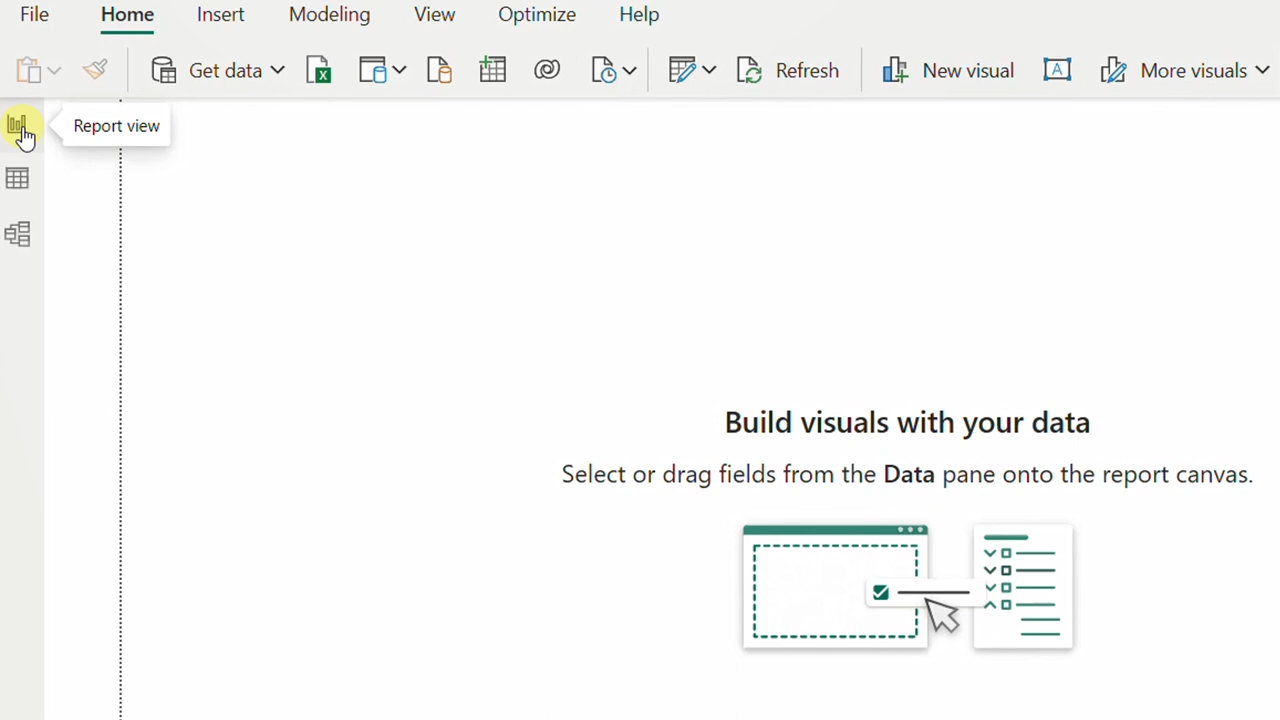 File Home Insert Modeling View Optimize Help
Get data Refresh New visual A More visuals
Report view
Build visuals with your data
Select or drag fields from the Data pane onto the report canvas.